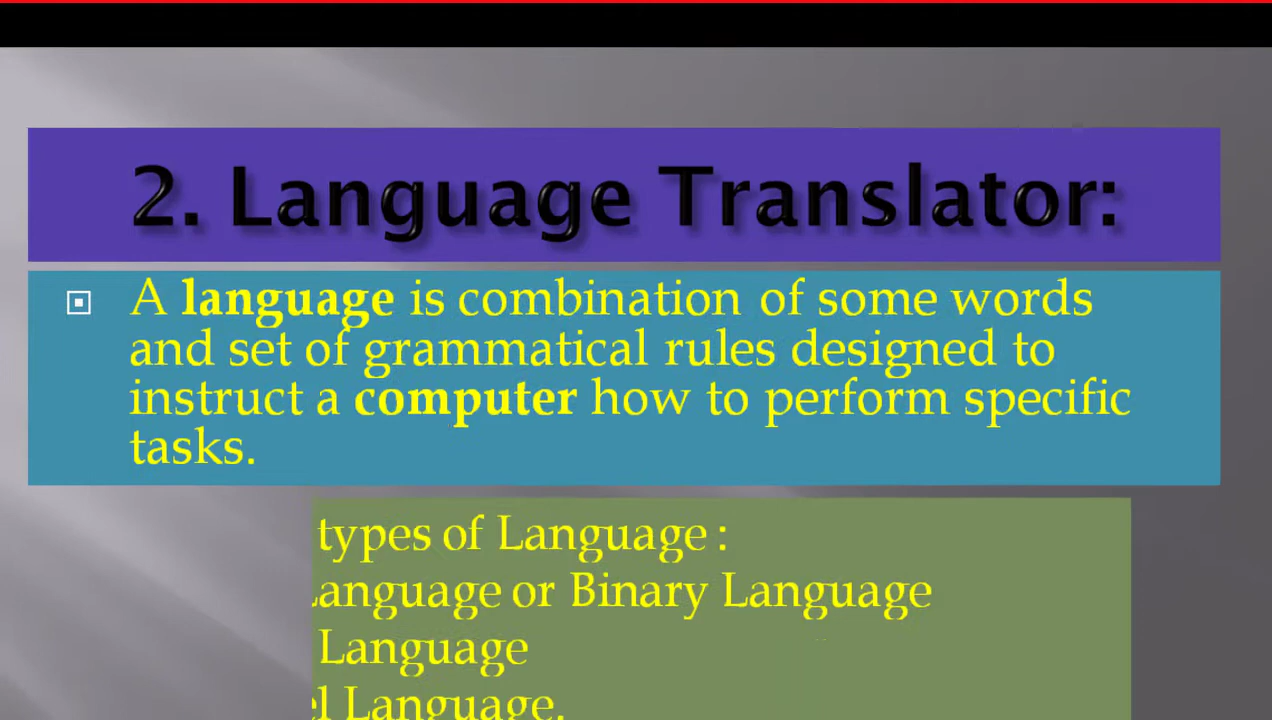 2. Language Translator:
A language is combination of some words
and set of grammatical rules designed to
instruct a computer how to perform specific
tasks.
types of Language :
Language or Binary Language
Language
Language.